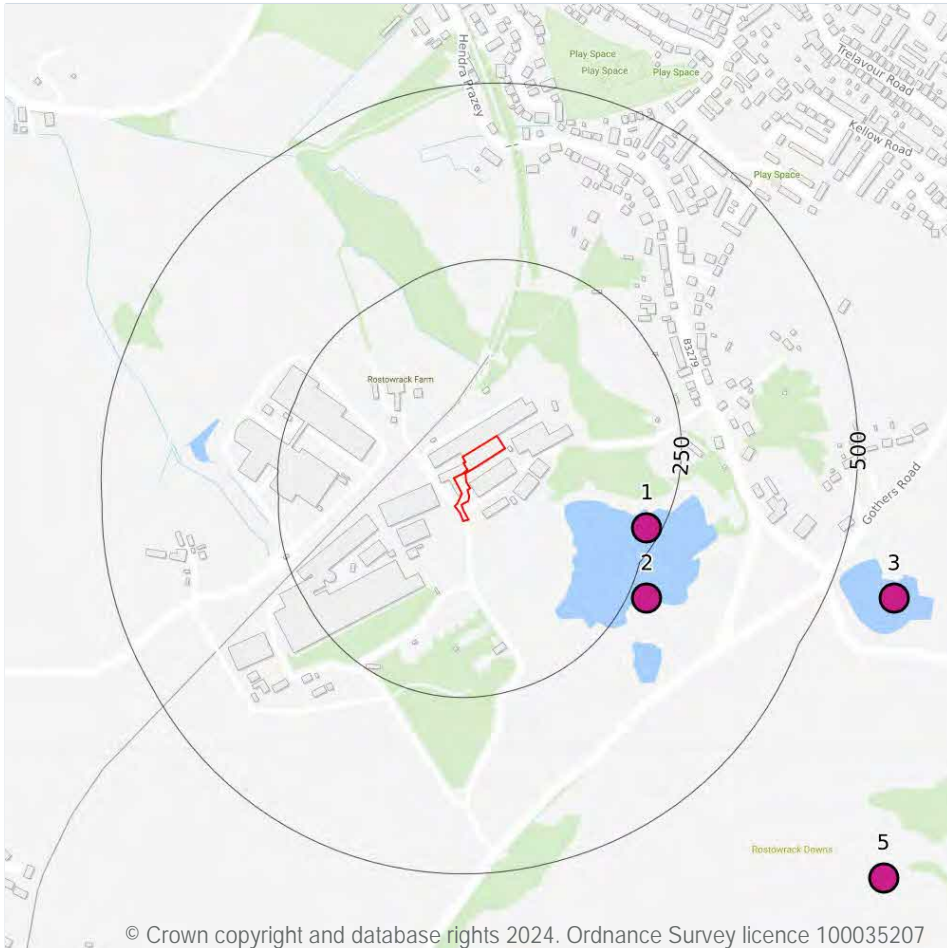 Play Space
Play Space
Play Space
Trelavour Road
Hendra Prazey
Kellow Road
Play Space
B3279
Rostowrack Farm
250
500
Gothers Road
1
2
3
Rostowrack Downs
5
© Crown copyright and database rights 2024. Ordnance Survey licence 100035207